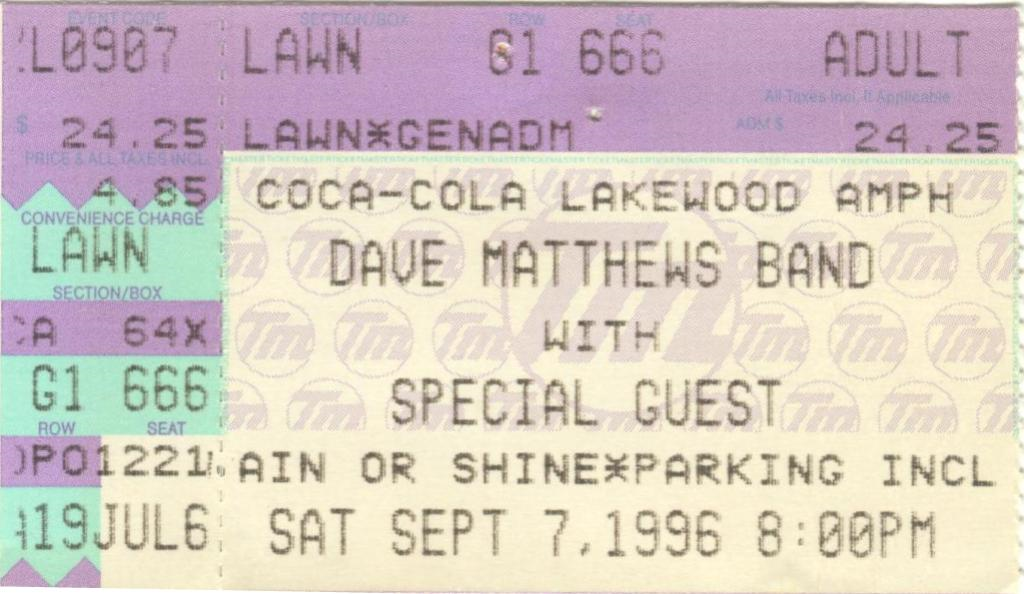 EVENT CODE SECTION/BOX ROW SEAT
L0907 LAWN G1 666 ADULT
All Taxes Incl. If Applicable
$ 24.25 LAWN*GENADM ADM $ 24.25
PRICE & ALL TAXES INCL
4.85 COCA-COLA LAKEWOOD AMPH
CONVENIENCE CHARGE
LAWN DAVE MATTHEWS BAND
SECTION/BOX
CA 64X WITH
G1 666 SPECIAL GUEST
ROW SEAT
OPO1221 AIN OR SHINE*PARKING INCL
19JUL6 SAT SEPT 7,1996 8:00PM